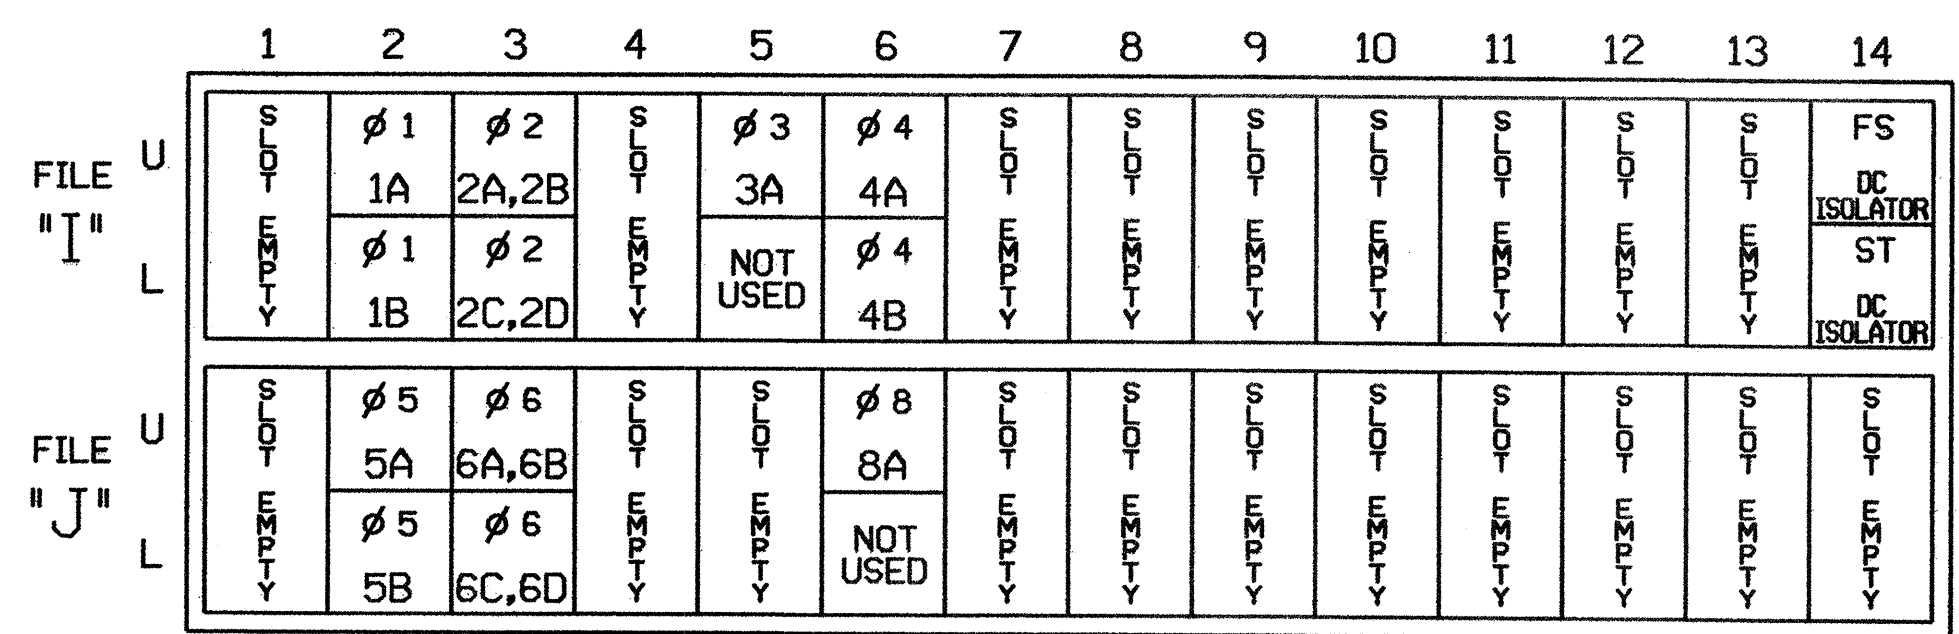 1 2 3 4 5 6 7 8 9 10 11 12 13 14
FILE "I"
U
SLOT EMPTY
Ø 1
1A
Ø 2
2A,2B
SLOT EMPTY
Ø 3
3A
Ø 4
4A
SLOT EMPTY
SLOT EMPTY
SLOT EMPTY
SLOT EMPTY
SLOT EMPTY
SLOT EMPTY
SLOT EMPTY
FS
DC
ISOLATOR
L
Ø 1
1B
Ø 2
2C,2D
NOT
USED
Ø 4
4B
ST
DC
ISOLATOR
FILE "J"
U
SLOT EMPTY
Ø 5
5A
Ø 6
6A,6B
SLOT EMPTY
SLOT EMPTY
Ø 8
8A
SLOT EMPTY
SLOT EMPTY
SLOT EMPTY
SLOT EMPTY
SLOT EMPTY
SLOT EMPTY
SLOT EMPTY
SLOT EMPTY
L
Ø 5
5B
Ø 6
6C,6D
NOT
USED